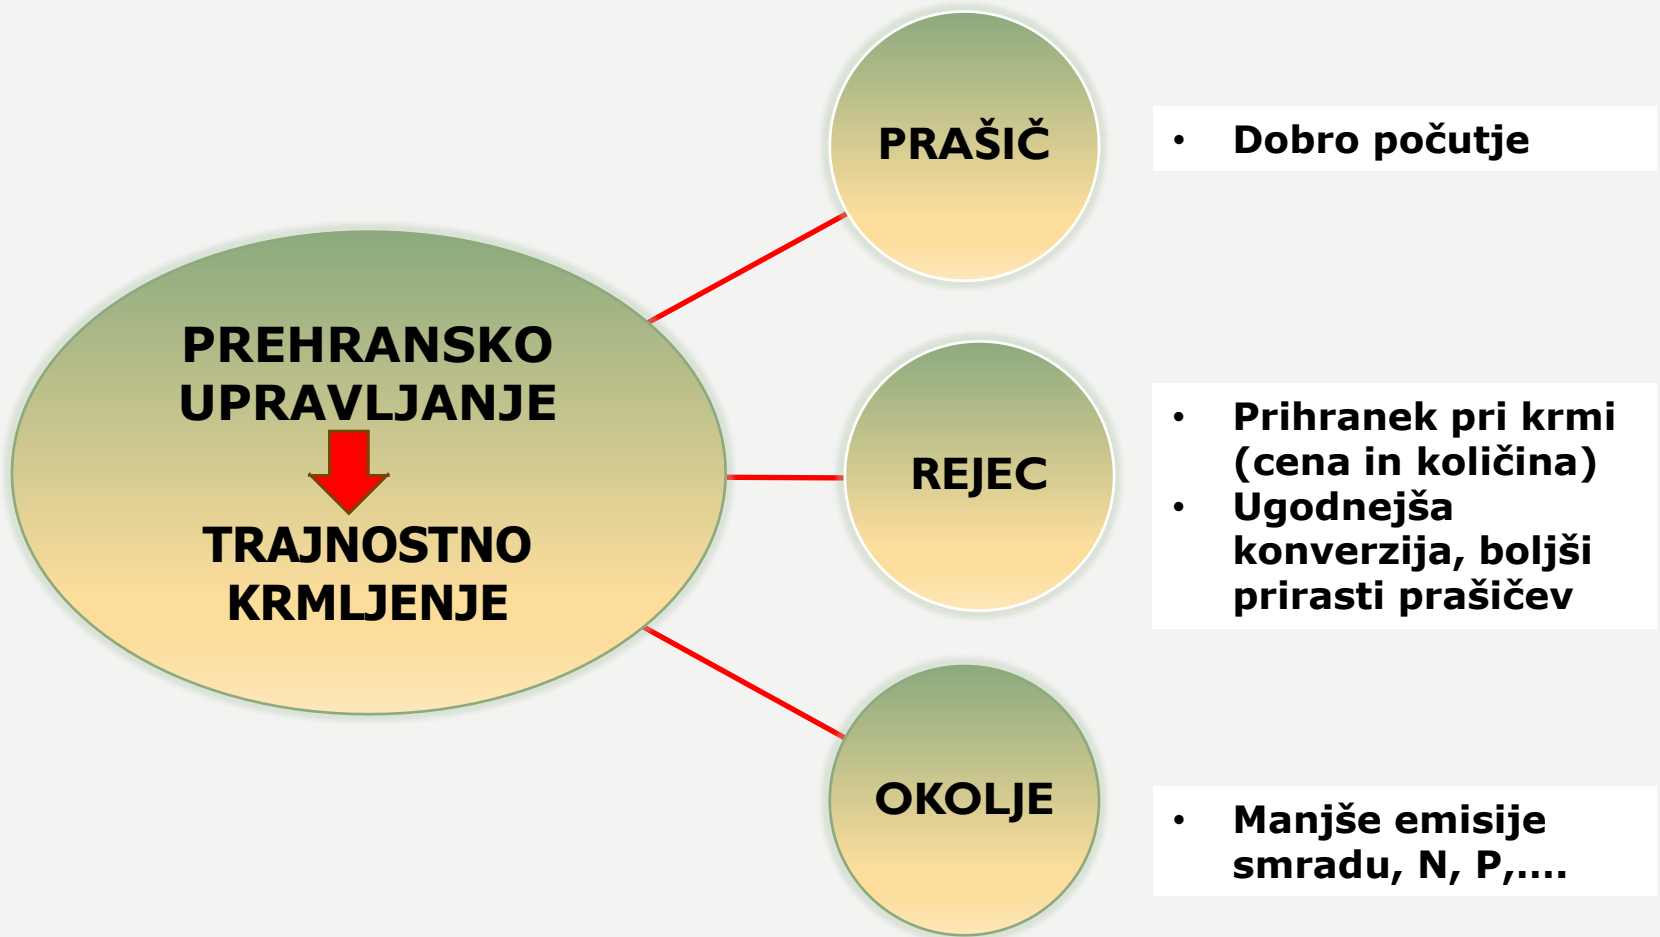 PREHRANSKO
UPRAVLJANJE
TRAJNOSTNO
KRMLJENJE
PRAŠIČ
• Dobro počutje
REJEC
• Prihranek pri krmi
(cena in količina)
• Ugodnejša
konverzija, boljši
prirasti prašičev
OKOLJE
• Manjše emisije
smradu, N, P,....